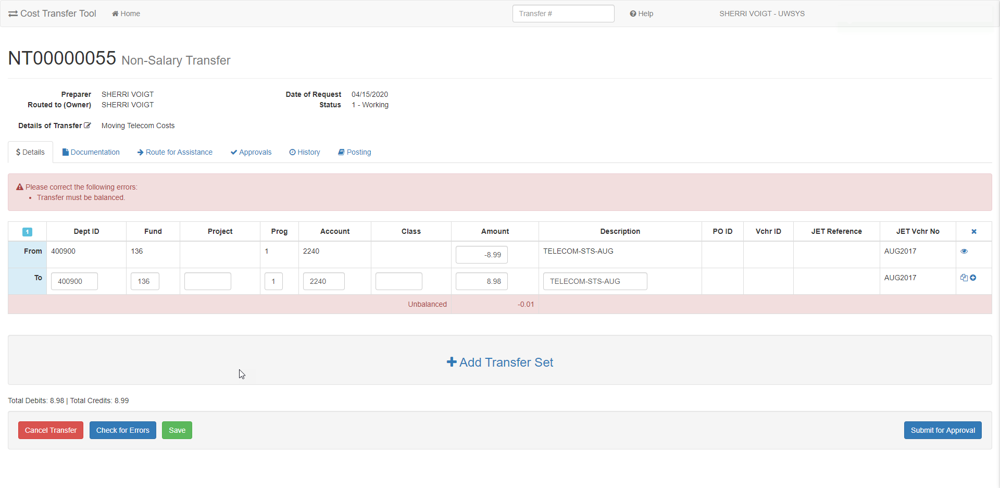 Cost Transfer Tool Home Transfer # Help SHERRI VOIGT - UWSYS
NT00000055 Non-Salary Transfer
Preparer SHERRI VOIGT Date of Request 04/15/2020
Routed to (Owner) SHERRI VOIGT Status 1 - Working
Details of Transfer Moving Telecom Costs
$ Details Documentation Route for Assistance Approvals History Posting
Please correct the following errors:
• Transfer must be balanced.
1 Dept ID Fund Project Prog Account Class Amount Description PO ID Vchr ID JET Reference JET Vchr No
From 400900 136 1 2240 -8.99 TELECOM-STS-AUG AUG2017
To 400900 136 1 2240 8.98 TELECOM-STS-AUG AUG2017
Unbalanced -0.01
Add Transfer Set
Total Debits: 8.98 | Total Credits: 8.99
Cancel Transfer Check for Errors Save Submit for Approval